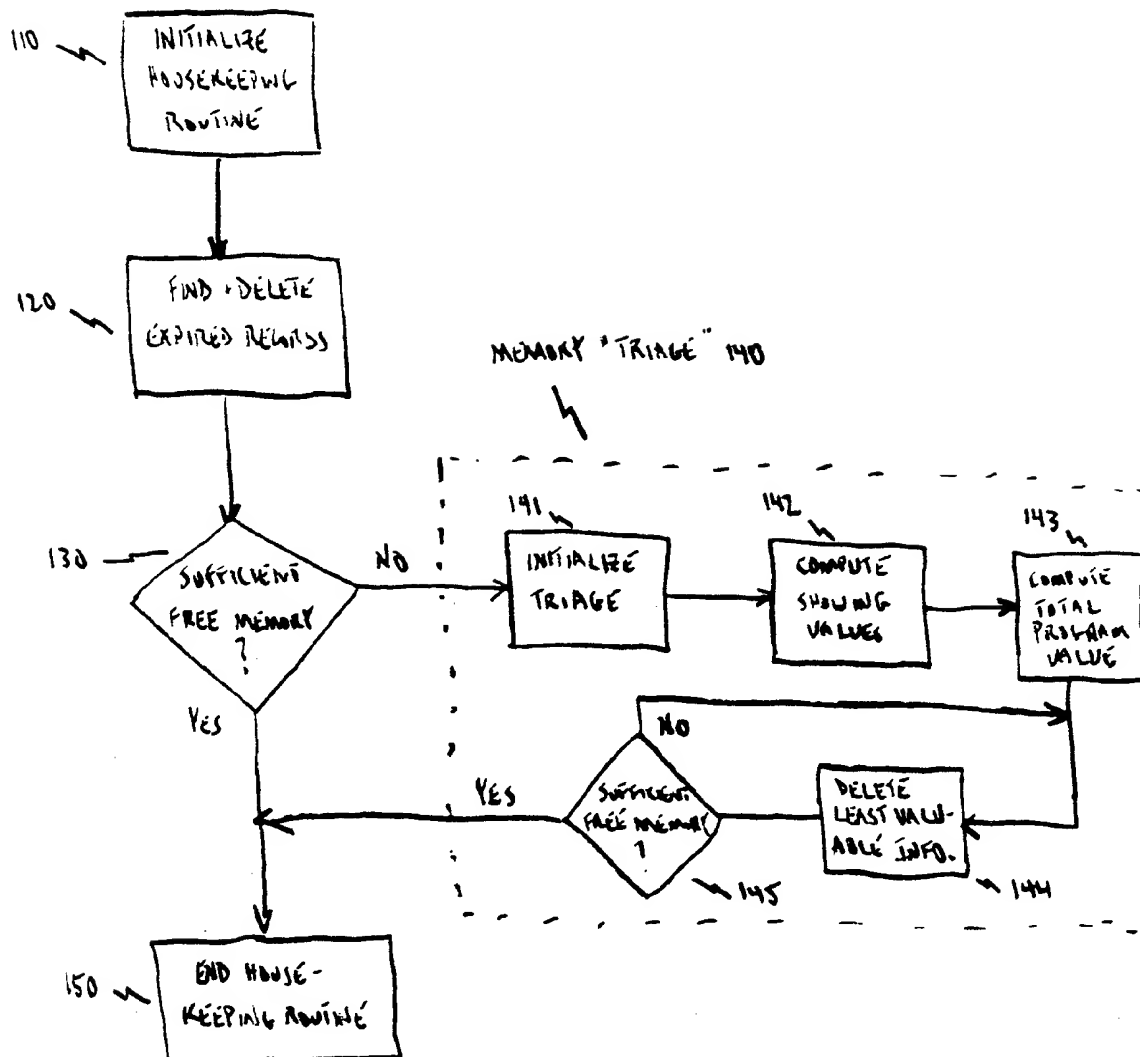 110
INITIALIZE
HOUSEKEEPING
ROUTINE
120
FIND + DELETE
EXPIRED RECORDS
MEMORY "TRIAGE" 140
130
SUFFICIENT
FREE MEMORY
?
NO
YES
141
INITIALIZE
TRIAGE
142
COMPUTE
SHOWING
VALUES
143
COMPUTE
TOTAL
PROGRAM
VALUE
NO
YES
SUFFICIENT
FREE MEMORY
?
145
DELETE
LEAST VALU-
ABLE INFO.
144
150
END HOUSE-
KEEPING ROUTINE